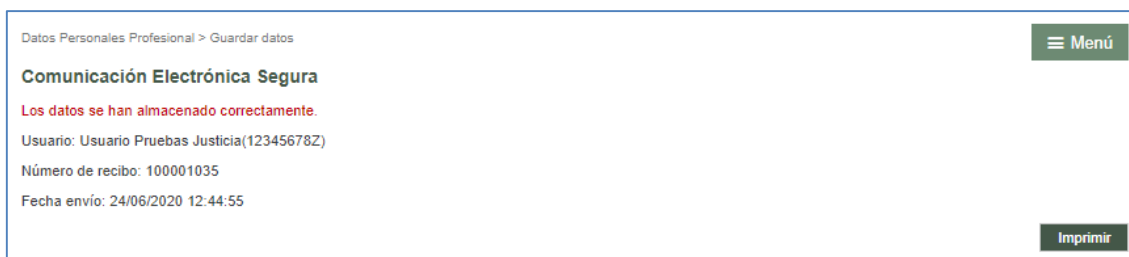 Datos Personales Profesional > Guardar datos
≡ Menú
Comunicación Electrónica Segura
Los datos se han almacenado correctamente.
Usuario: Usuario Pruebas Justicia(12345678Z)
Número de recibo: 100001035
Fecha envío: 24/06/2020 12:44:55
Imprimir